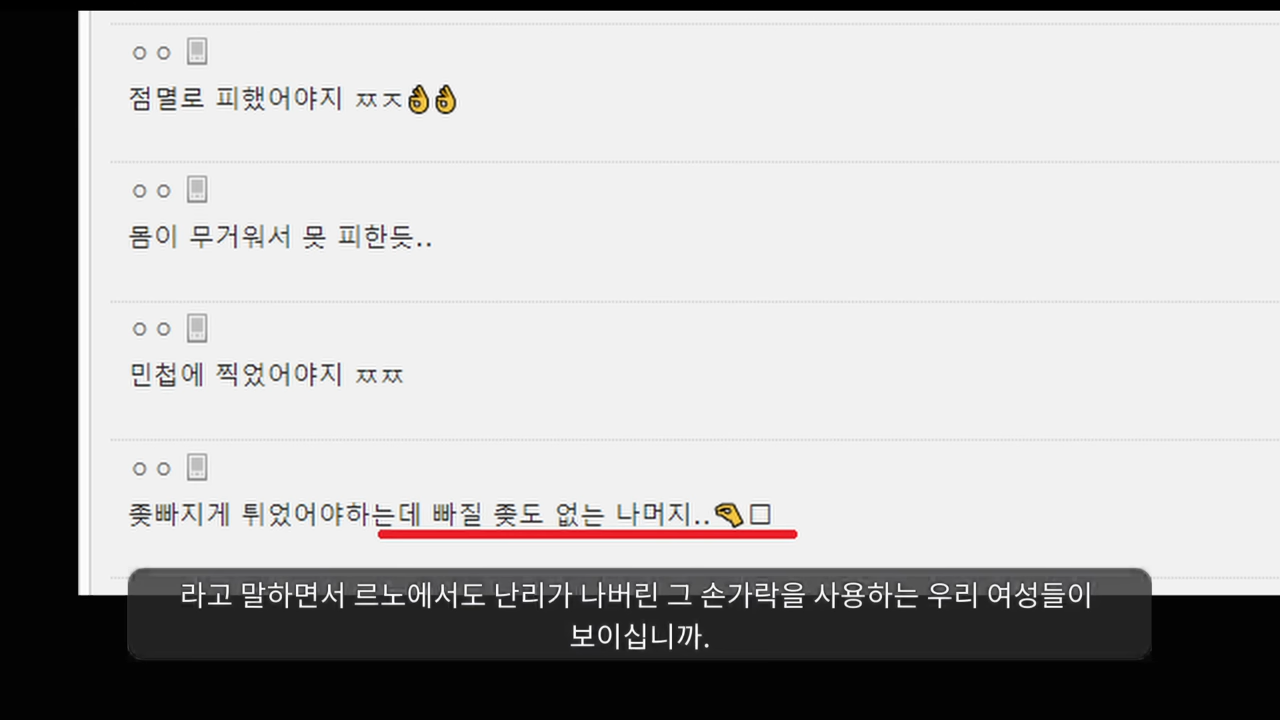 ㅇㅇ
점멸로 피했어야지 ㅉㅈ👌👌
ㅇㅇ
몸이 무거워서 못 피한듯..
ㅇㅇ
민첩에 찍었어야지 ㅉㅉ
ㅇㅇ
좆빠지게 튀었어야하는데 빠질 좆도 없는 나머지..🤏□
라고 말하면서 르노에서도 난리가 나버린 그 손가락을 사용하는 우리 여성들이
보이십니까.